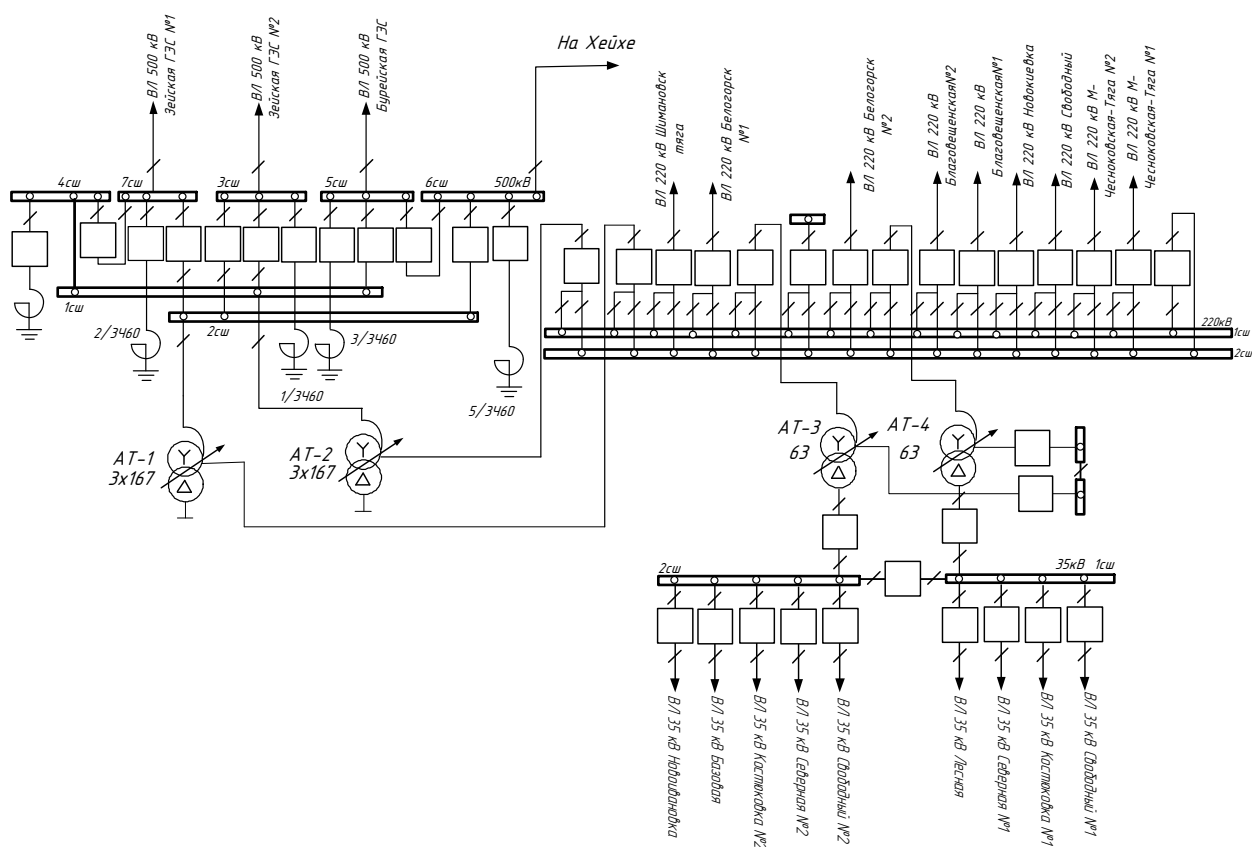 ВЛ 500 кВ
Зейская ГЭС №1
ВЛ 500 кВ
Зейская ГЭС №2
ВЛ 500 кВ
Бурейская ГЭС
На Хейхе
ВЛ 220 кВ Шимановск
тяга
ВЛ 220 кВ Белогорск
№1
ВЛ 220 кВ Белогорск
№2
ВЛ 220 кВ
Благовещенская№2
ВЛ 220 кВ
Благовещенская№1
ВЛ 220 кВ Новокиевка
ВЛ 220 кВ Свободный
ВЛ 220 кВ М-
Чесноковская-Тяга №2
ВЛ 220 кВ М-
Чесноковская-Тяга №1
4сш
7сш
3сш
5сш
6сш
500кВ
1сш
2сш
2/3460
3/3460
1/3460
5/3460
220кВ
1сш
2сш
АТ-1
3x167
АТ-2
3x167
АТ-3
63
АТ-4
63
2сш
35кВ
1сш
ВЛ 35 кВ Новоивановка
ВЛ 35 кВ Базовая
ВЛ 35 кВ Костюковка №2
ВЛ 35 кВ Северная №2
ВЛ 35 кВ Свободный №2
ВЛ 35 кВ Лесная
ВЛ 35 кВ Северная №1
ВЛ 35 кВ Костюковка №1
ВЛ 35 кВ Свободный №1